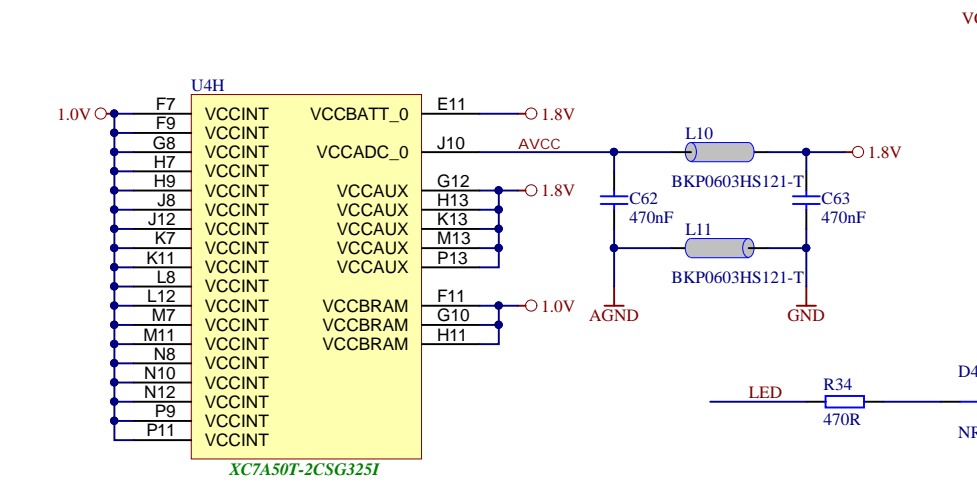 VC
U4H
1.0V
F7 VCCINT
F9 VCCINT
G8 VCCINT
H7 VCCINT
H9 VCCINT
J8 VCCINT
J12 VCCINT
K7 VCCINT
K11 VCCINT
L8 VCCINT
L12 VCCINT
M7 VCCINT
M11 VCCINT
N8 VCCINT
N10 VCCINT
N12 VCCINT
P9 VCCINT
P11 VCCINT
VCCBATT_0 E11 1.8V
VCCADC_0 J10 AVCC
VCCAUX G12 1.8V
VCCAUX H13
VCCAUX K13
VCCAUX M13
VCCAUX P13
VCCBRAM F11 1.0V
VCCBRAM G10
VCCBRAM H11
XC7A50T-2CSG325I
L10
1.8V
BKP0603HS121-T
C62
470nF
C63
470nF
L11
BKP0603HS121-T
AGND
GND
LED
R34
470R
D4
NR